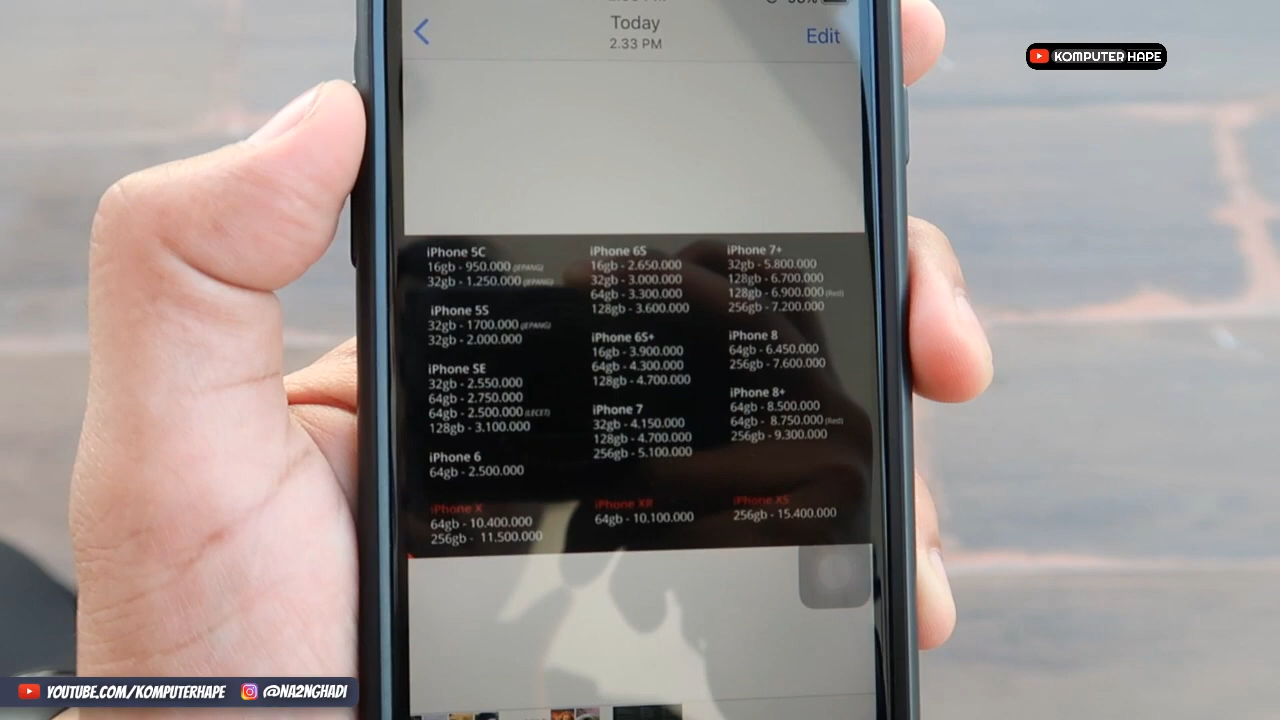 Today
2.33 PM
Edit
KOMPUTER HAPE
iPhone 5C
16gb - 950.000 (JEPANG)
32gb - 1.250.000 (JEPANG)
iPhone 5S
32gb - 1700.000 (JEPANG)
32gb - 2.000.000
iPhone SE
32gb - 2.550.000
64gb - 2.750.000
64gb - 2.500.000 (LECET)
128gb - 3.100.000
iPhone 6
64gb - 2.500.000
iPhone X
64gb - 10.400.000
256gb - 11.500.000
iPhone 6S
16gb - 2.650.000
32gb - 3.000.000
64gb - 3.300.000
128gb - 3.600.000
iPhone 6S+
16gb - 3.900.000
64gb - 4.300.000
128gb - 4.700.000
iPhone 7
32gb - 4.150.000
128gb - 4.700.000
256gb - 5.100.000
iPhone XR
64gb - 10.100.000
iPhone 7+
32gb - 5.800.000
128gb - 6.700.000
128gb - 6.900.000 (Red)
256gb - 7.200.000
iPhone 8
64gb - 6.450.000
256gb - 7.600.000
iPhone 8+
64gb - 8.500.000
64gb - 8.750.000 (Red)
256gb - 9.300.000
iPhone XS
256gb - 15.400.000
YOUTUBE.COM/KOMPUTERHAPE @NA2NGHADI